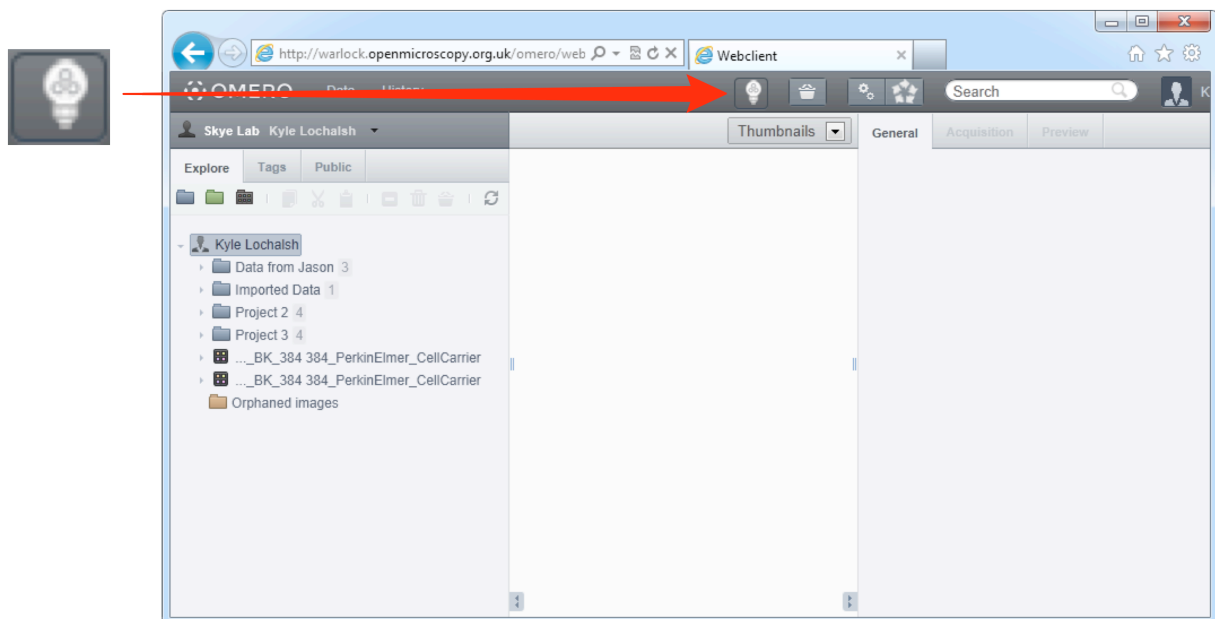 http://warlock.openmicroscopy.org.uk/omero/web
Webclient
OMERO Data History
Search
K
Skye Lab Kyle Lochalsh
Thumbnails
General Acquisition Preview
Explore Tags Public
Kyle Lochalsh
Data from Jason 3
Imported Data 1
Project 2 4
Project 3 4
..._BK_384 384_PerkinElmer_CellCarrier
..._BK_384 384_PerkinElmer_CellCarrier
Orphaned images